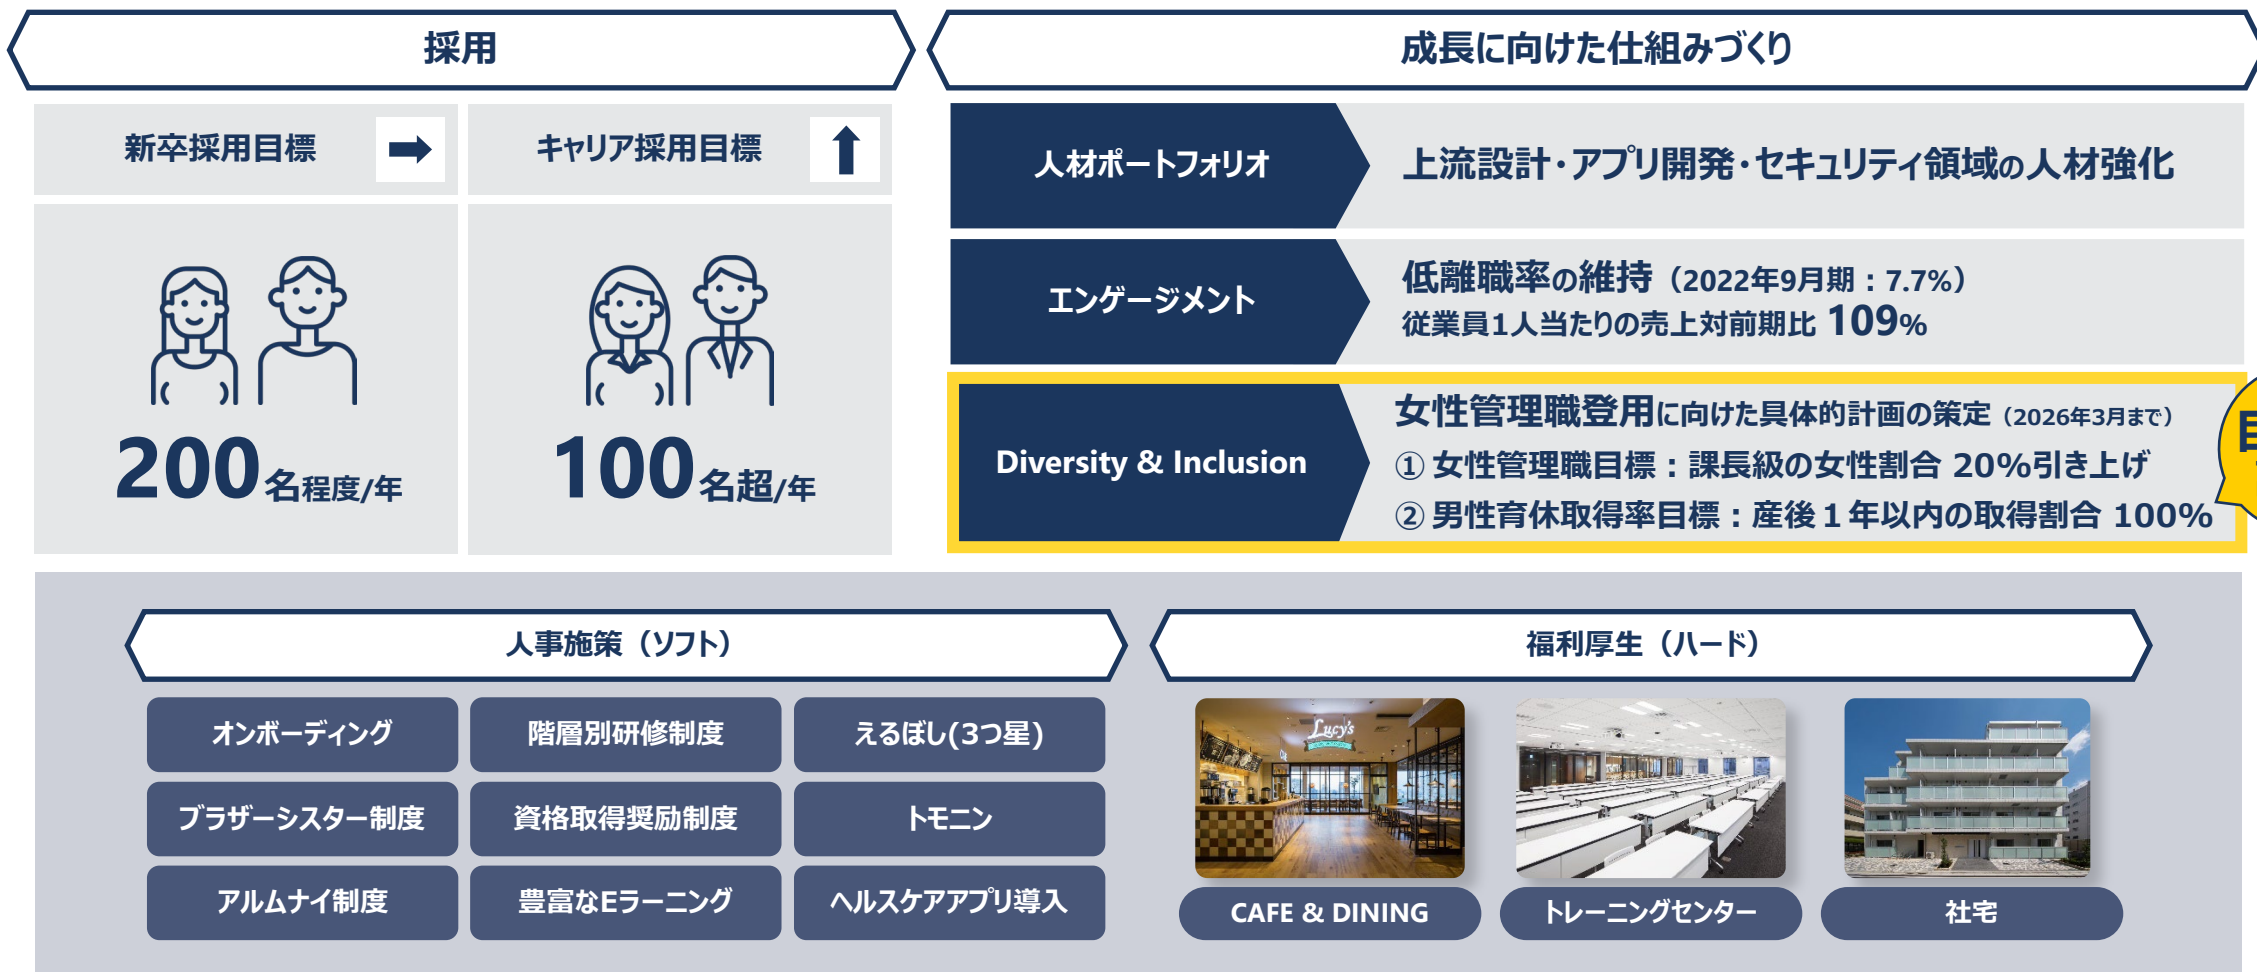 採用
新卒採用目標
キャリア採用目標
200名程度/年
100名超/年
成長に向けた仕組みづくり
人材ポートフォリオ
上流設計・アプリ開発・セキュリティ領域の人材強化
エンゲージメント
低離職率の維持（2022年9月期：7.7%）
従業員1人当たりの売上対前期比 109%
Diversity & Inclusion
女性管理職登用に向けた具体的計画の策定（2026年3月まで）
① 女性管理職目標：課長級の女性割合 20%引き上げ
② 男性育休取得率目標：産後１年以内の取得割合 100%
人事施策（ソフト）
オンボーディング
階層別研修制度
えるぼし(3つ星)
ブラザーシスター制度
資格取得奨励制度
トモニン
アルムナイ制度
豊富なEラーニング
ヘルスケアアプリ導入
福利厚生（ハード）
Lucy's
CAFE & DINING
トレーニングセンター
社宅